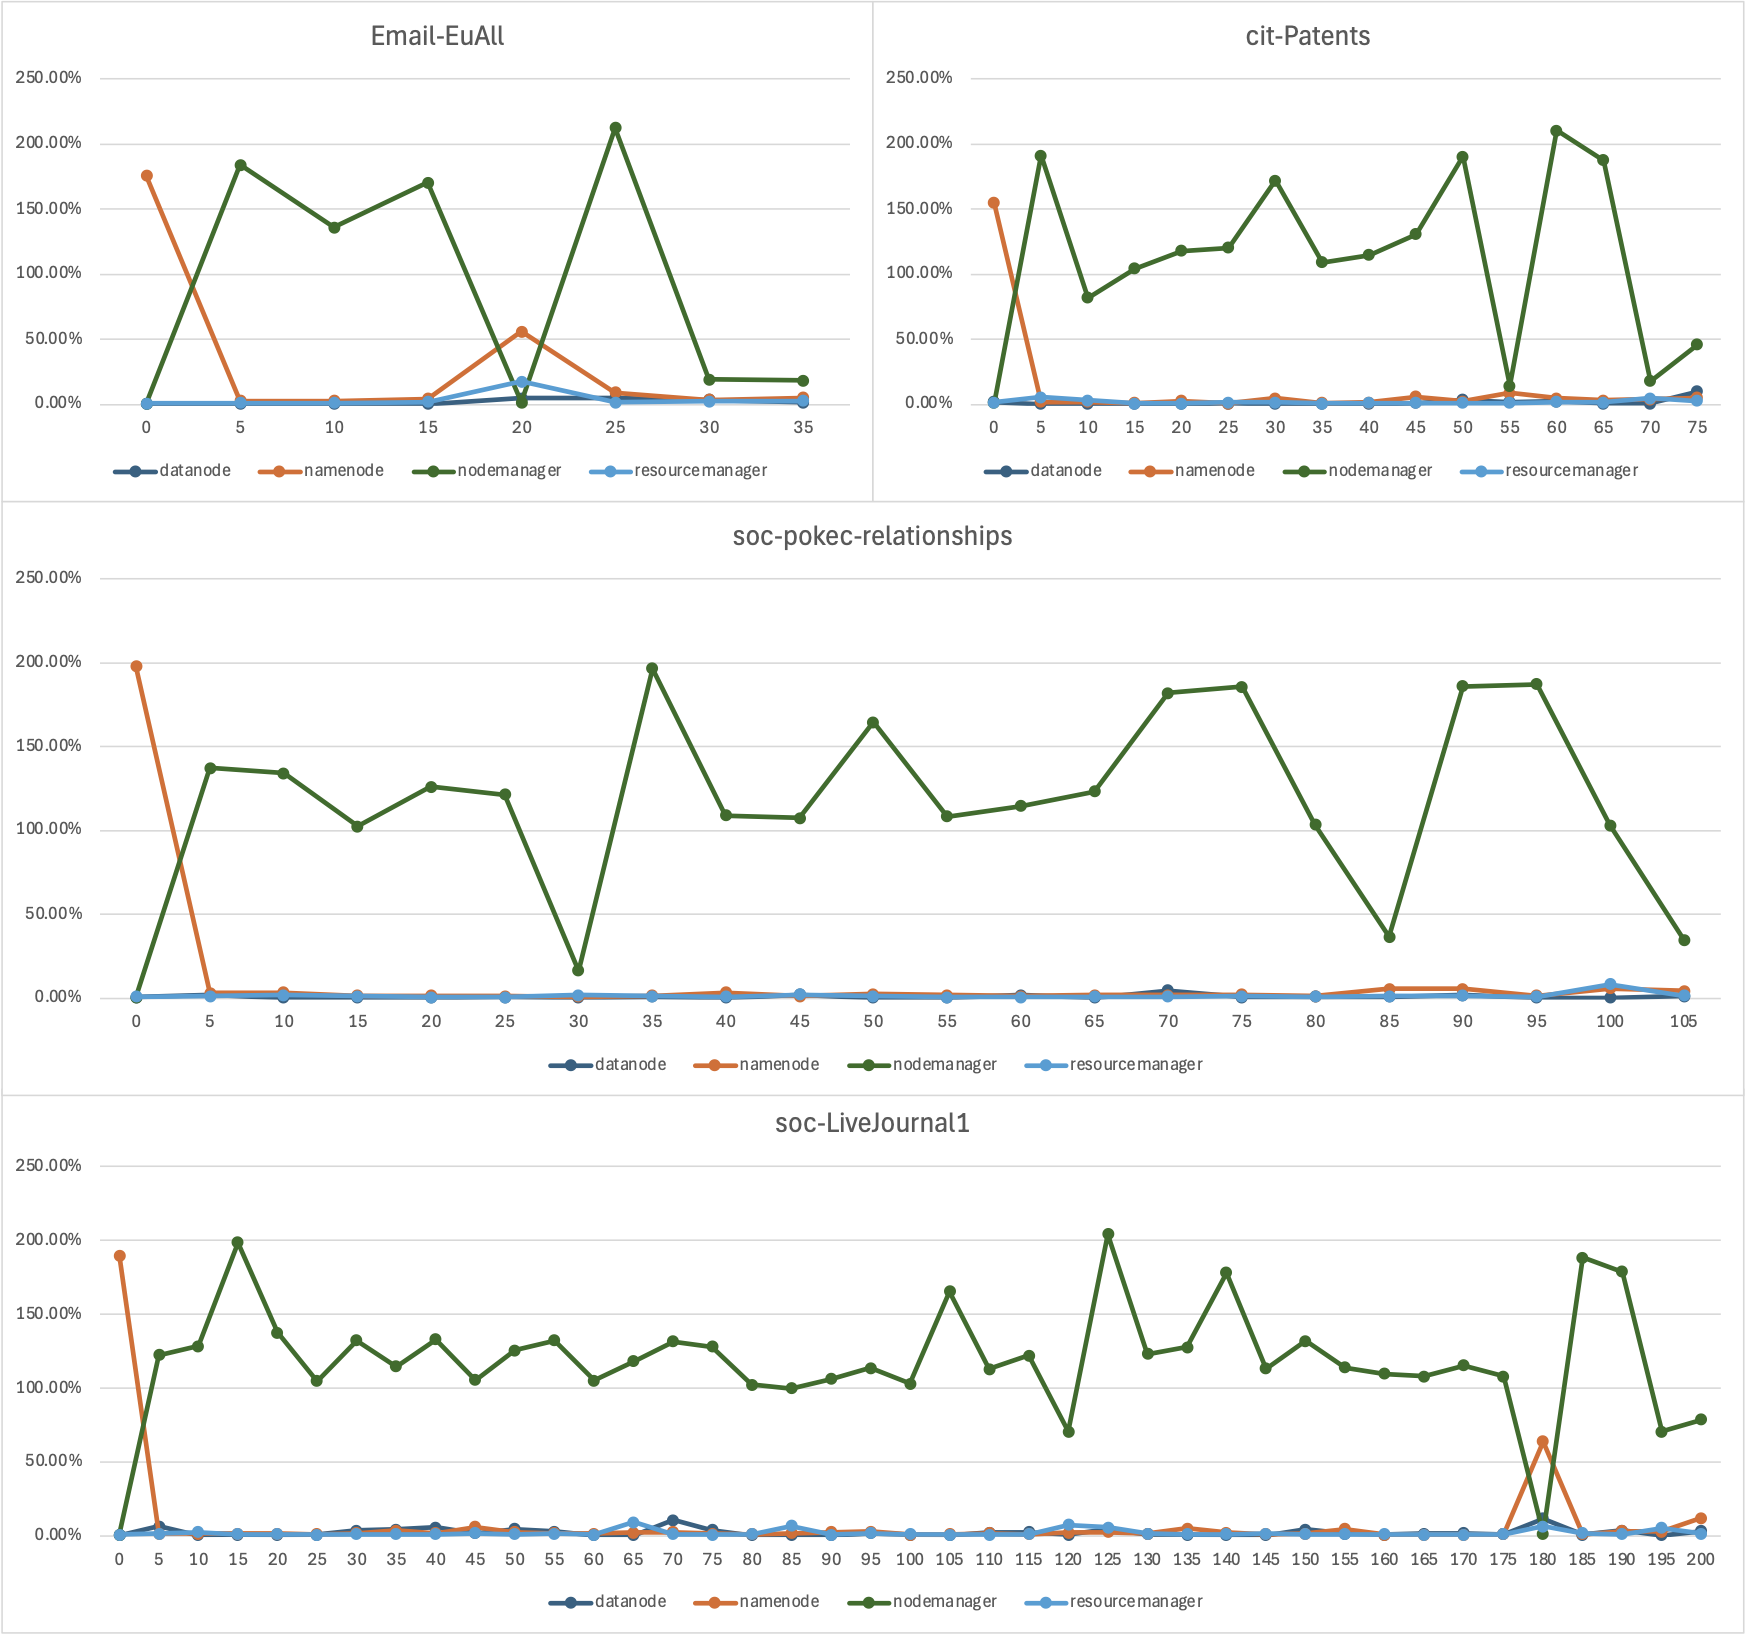 Email-EuAll
250.00%
200.00%
150.00%
100.00%
50.00%
0.00%
0 5 10 15 20 25 30 35
datanode namenode nodemanager resourcemanager
cit-Patents
250.00%
200.00%
150.00%
100.00%
50.00%
0.00%
0 5 10 15 20 25 30 35 40 45 50 55 60 65 70 75
datanode namenode nodemanager resourcemanager
soc-pokec-relationships
250.00%
200.00%
150.00%
100.00%
50.00%
0.00%
0 5 10 15 20 25 30 35 40 45 50 55 60 65 70 75 80 85 90 95 100 105
datanode namenode nodemanager resourcemanager
soc-LiveJournal1
250.00%
200.00%
150.00%
100.00%
50.00%
0.00%
0 5 10 15 20 25 30 35 40 45 50 55 60 65 70 75 80 85 90 95 100 105 110 115 120 125 130 135 140 145 150 155 160 165 170 175 180 185 190 195 200
datanode namenode nodemanager resourcemanager